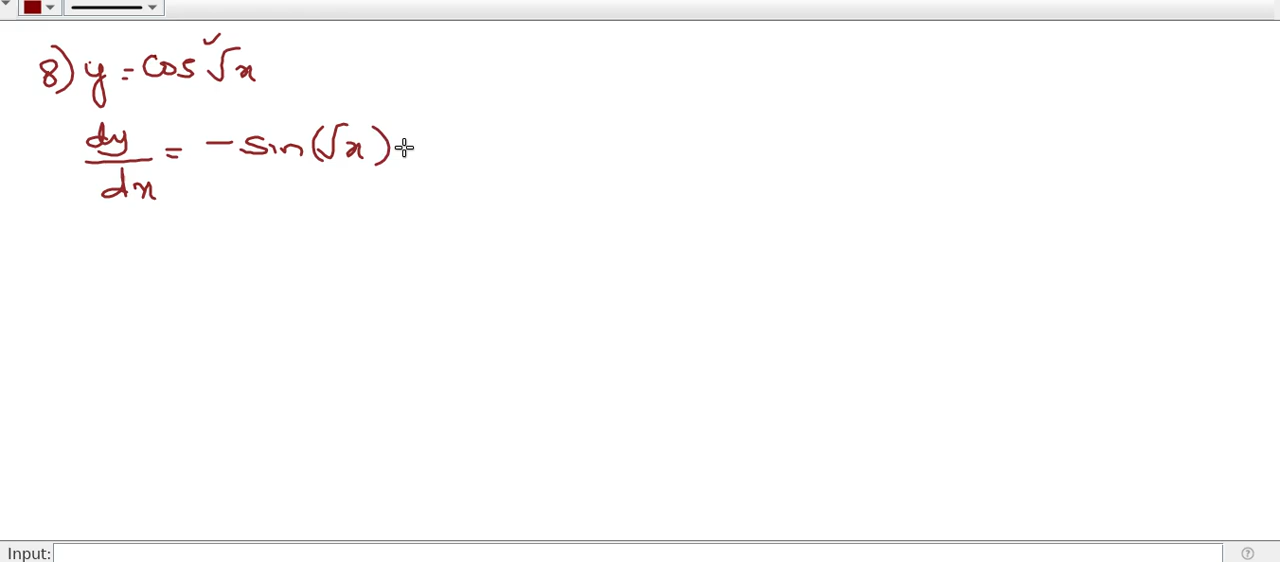 8) y = cos √x
dy/dx = - sin(√x)
Input: